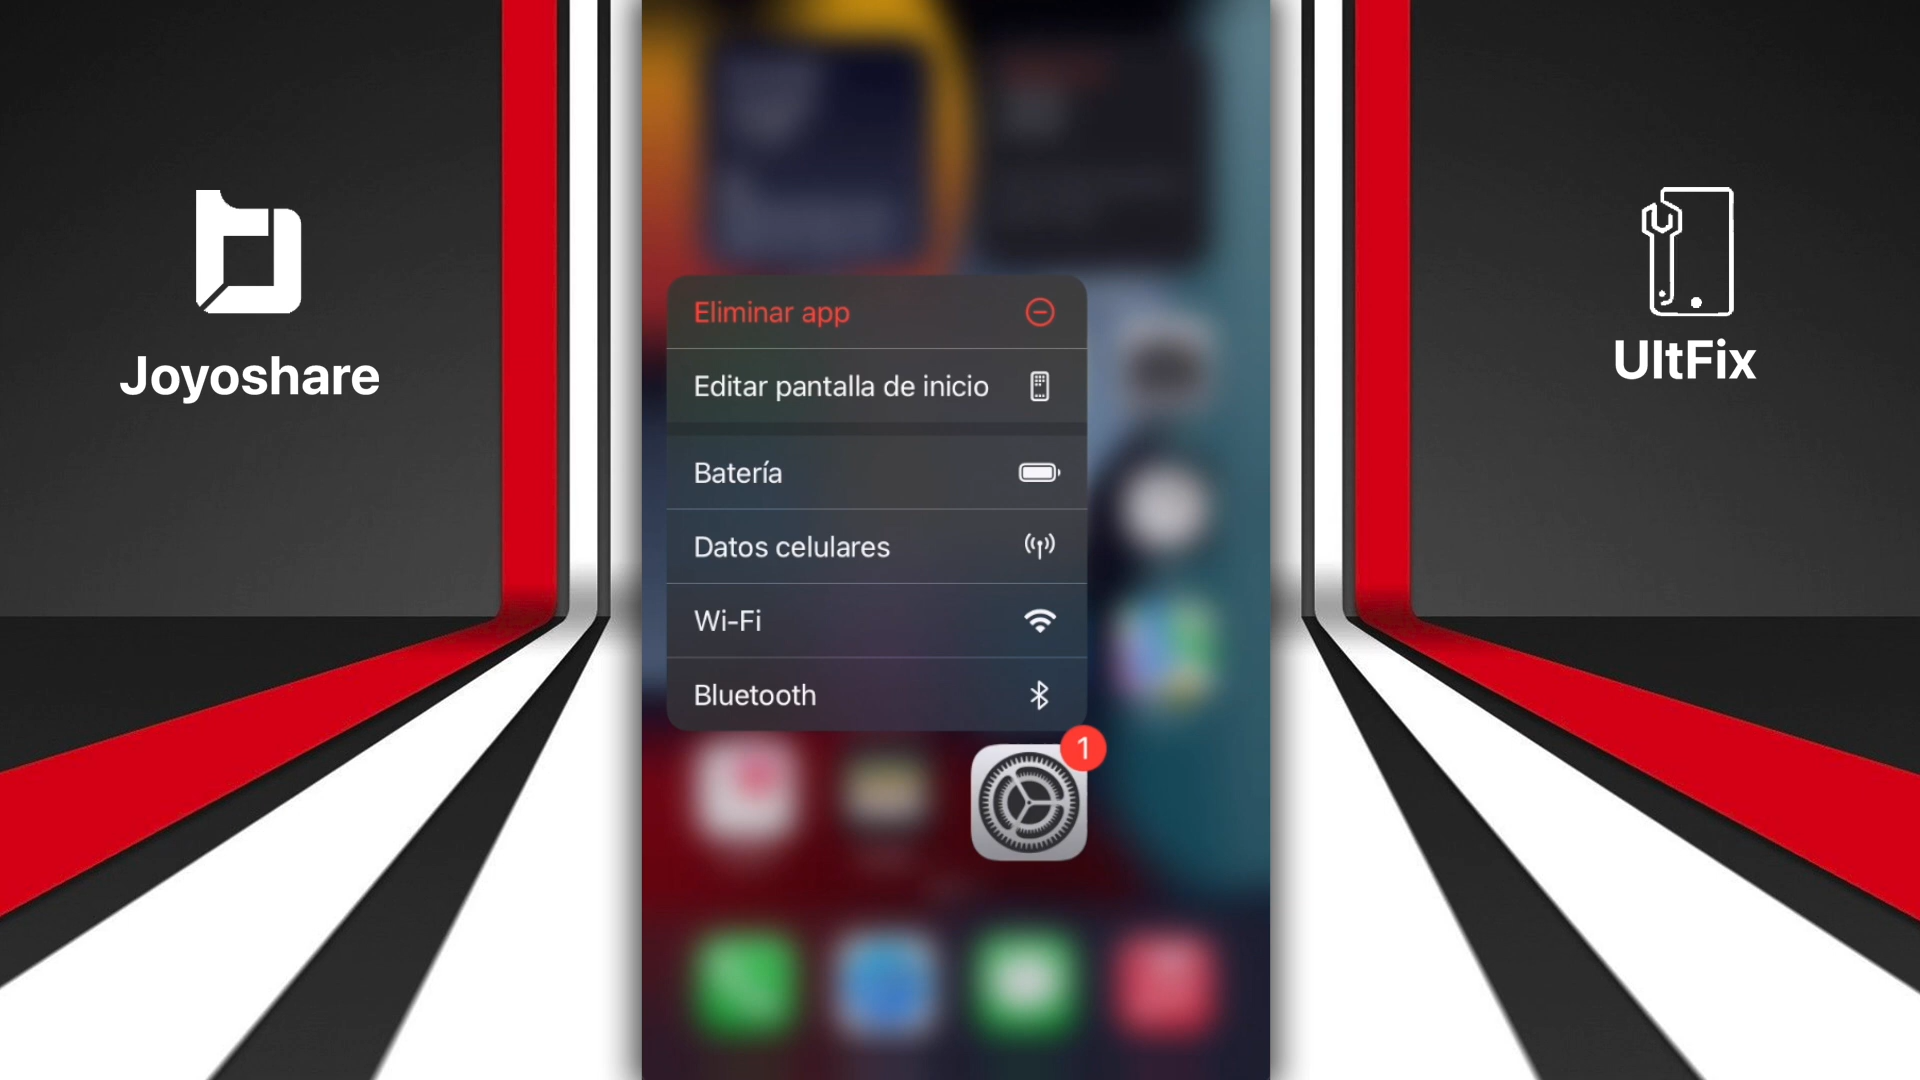 Joyoshare
UltFix
Eliminar app
Editar pantalla de inicio
Batería
Datos celulares
Wi-Fi
Bluetooth
1